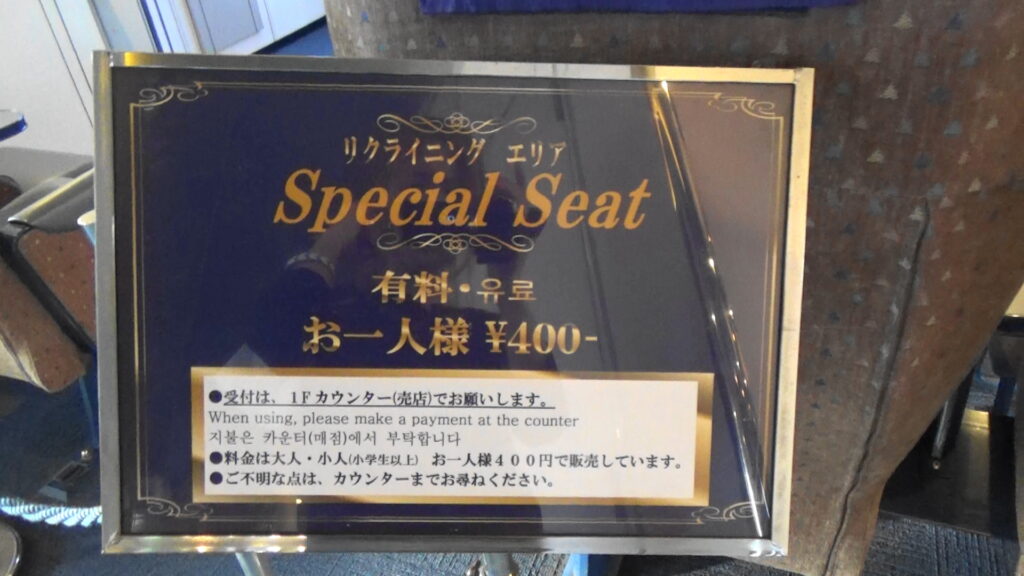 リクライニング エリア
Special Seat
有料・유료
お一人様 ¥400-
●受付は、1Fカウンター(売店)でお願いします。
When using, please make a payment at the counter
지불은 카운터(매점)에서 부탁합니다
●料金は大人・小人(小学生以上) お一人様400円で販売しています。
●ご不明な点は、カウンターまでお尋ねください。